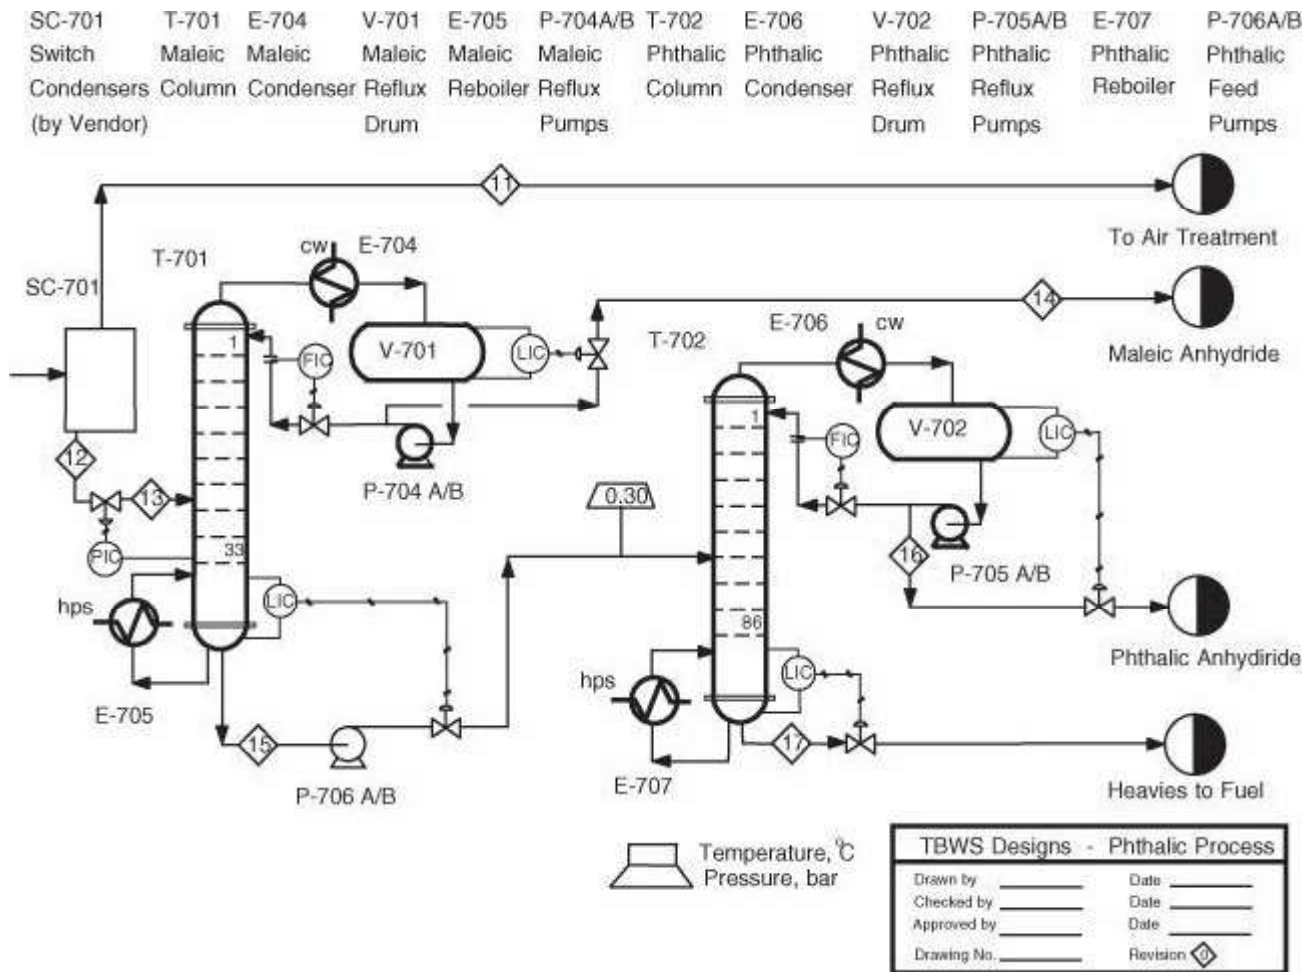 SC-701 T-701 E-704 V-701 E-705 P-704A/B T-702 E-706 V-702 P-705A/B E-707 P-706A/B
Switch Maleic Maleic Maleic Maleic Maleic Phthalic Phthalic Phthalic Phthalic Phthalic Phthalic
Condensers Column Condenser Reflux Reboiler Reflux Column Condenser Reflux Reflux Reboiler Feed
(by Vendor) Drum Pumps Drum Pumps Pumps
11
To Air Treatment
T-701
cw
E-704
SC-701
14
Maleic Anhydride
1
FIC
V-701
LIC
T-702
E-706
cw
12
P-704 A/B
1
FIC
V-702
LIC
13
0.30
PIC
33
16
P-705 A/B
hps
LIC
Phthalic Anhydiride
86
E-705
hps
LIC
15
17
P-706 A/B
E-707
Heavies to Fuel
Temperature, °C
Pressure, bar
TBWS Designs - Phthalic Process
Drawn by Date
Checked by Date
Approved by Date
Drawing No. Revision 0